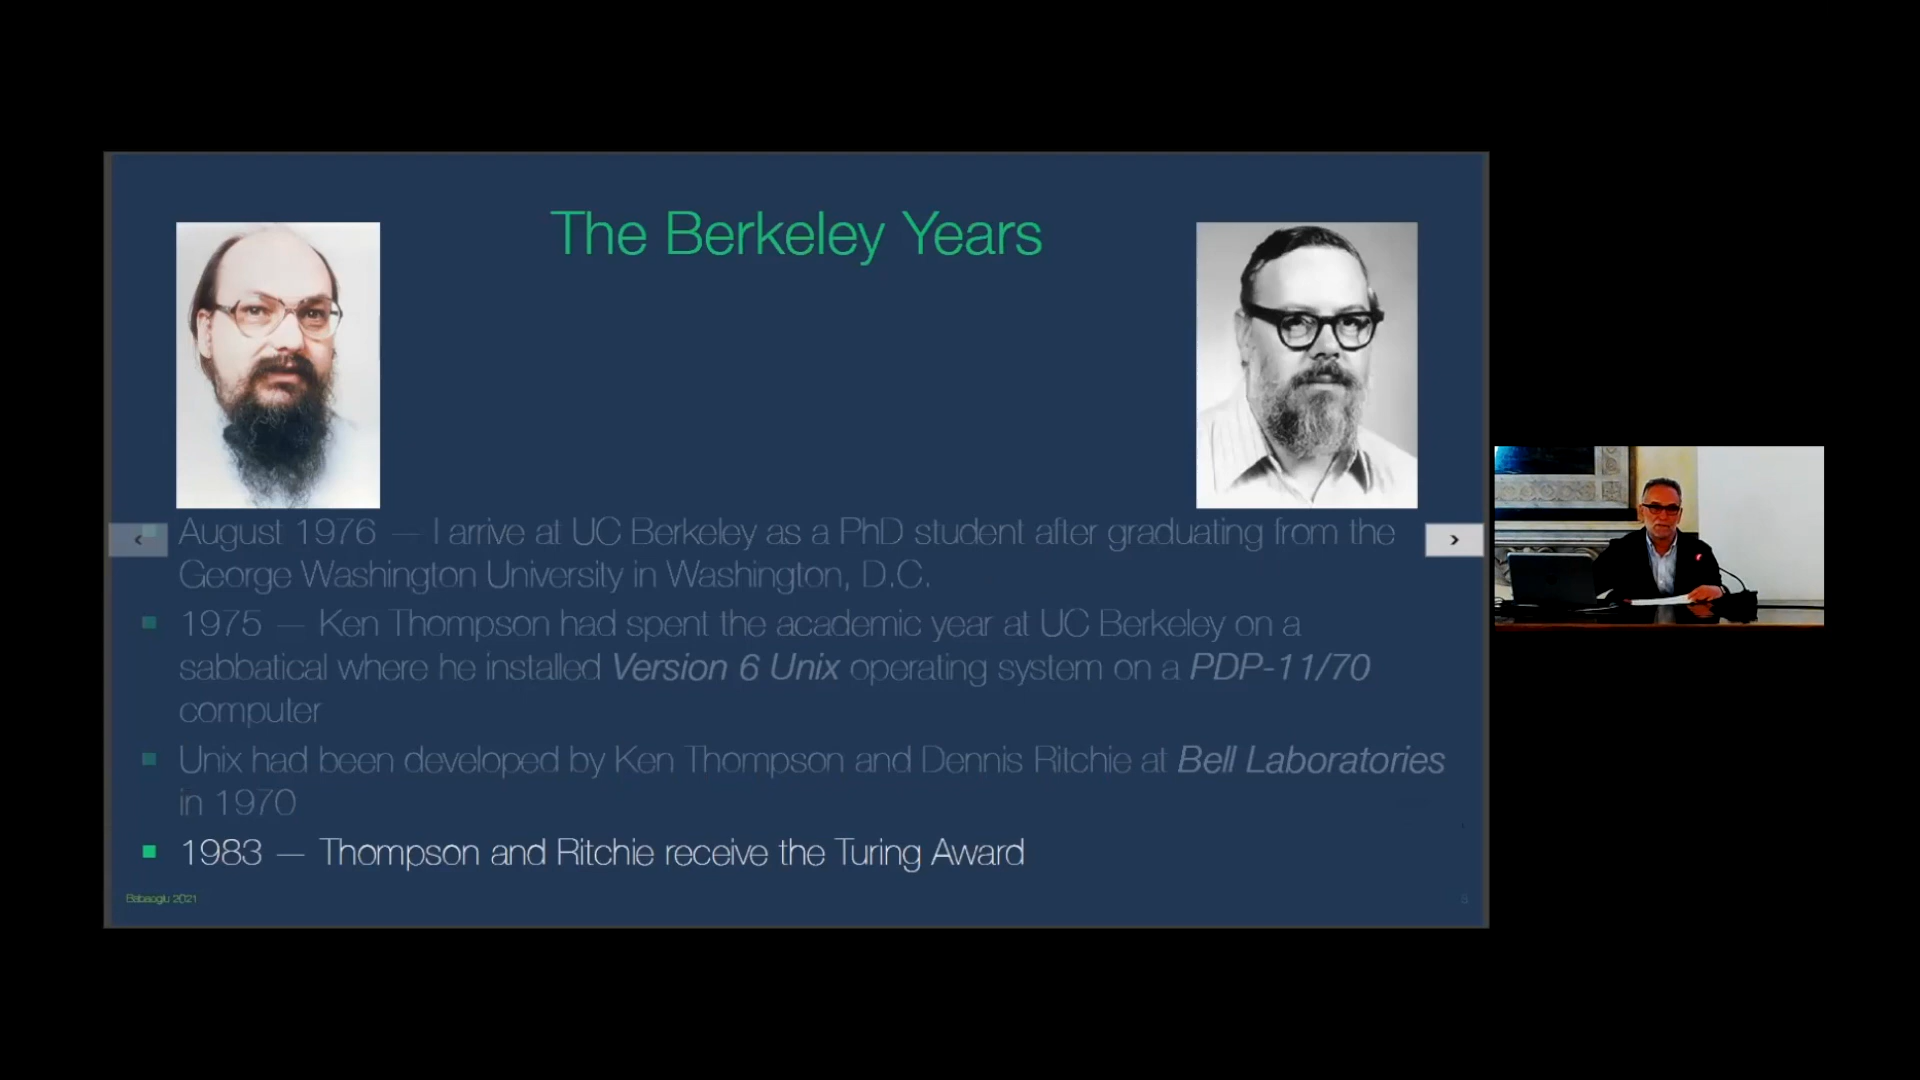 The Berkeley Years
August 1976 — I arrive at UC Berkeley as a PhD student after graduating from the
George Washington University in Washington, D.C.
1975 — Ken Thompson had spent the academic year at UC Berkeley on a
sabbatical where he installed Version 6 Unix operating system on a PDP-11/70
computer
Unix had been developed by Ken Thompson and Dennis Ritchie at Bell Laboratories
in 1970
1983 — Thompson and Ritchie receive the Turing Award
Babaoglu 2021